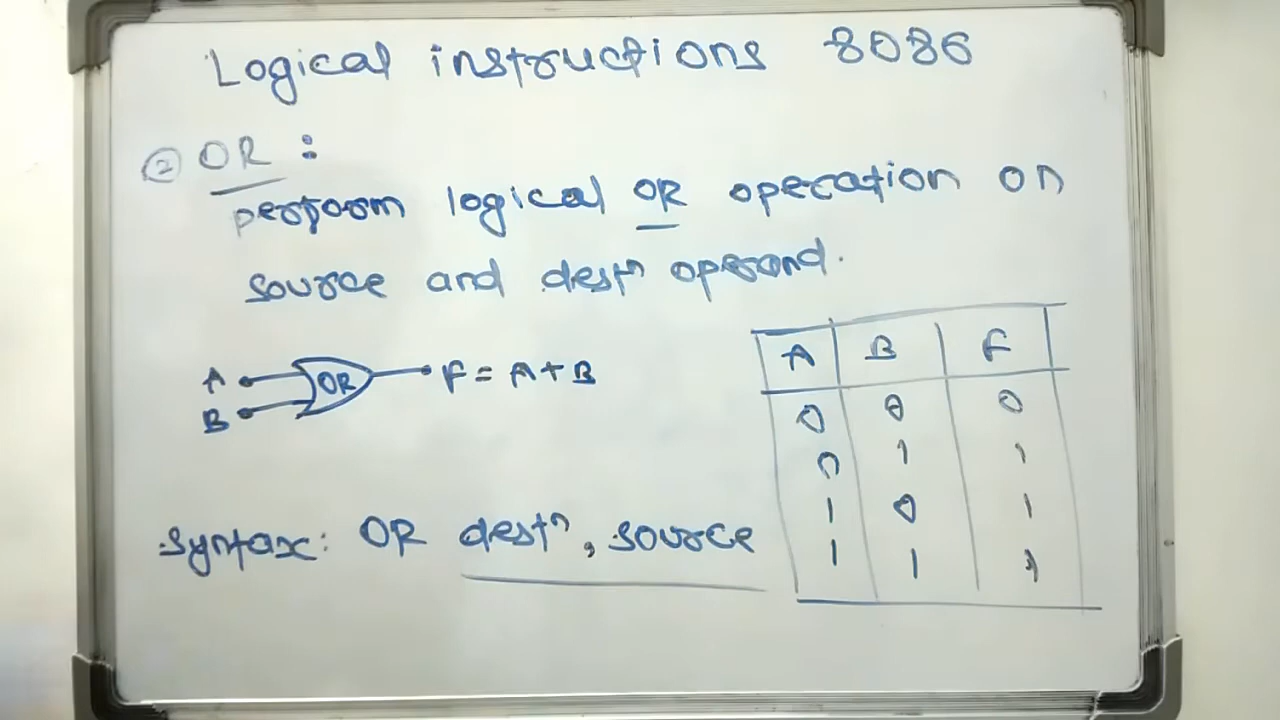 Logical instructions 8086
② OR :
perform logical OR operation on
source and destⁿ operand.
A
B
OR
F = A + B
A B F
0 0 0
0 1 1
1 0 1
1 1 1
Syntax: OR destⁿ, source